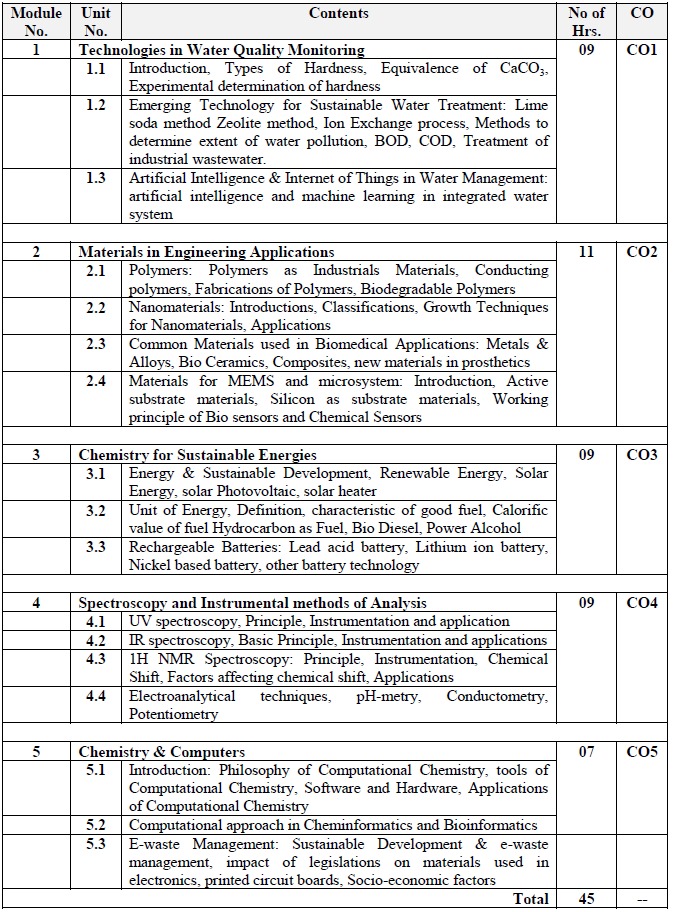 Module No. Unit No. Contents No of Hrs. CO
1 Technologies in Water Quality Monitoring 09 CO1
1.1 Introduction, Types of Hardness, Equivalence of CaCO₃,
Experimental determination of hardness
1.2 Emerging Technology for Sustainable Water Treatment: Lime
soda method Zeolite method, Ion Exchange process, Methods to
determine extent of water pollution, BOD, COD, Treatment of
industrial wastewater.
1.3 Artificial Intelligence & Internet of Things in Water Management:
artificial intelligence and machine learning in integrated water
system
2 Materials in Engineering Applications 11 CO2
2.1 Polymers: Polymers as Industrials Materials, Conducting
polymers, Fabrications of Polymers, Biodegradable Polymers
2.2 Nanomaterials: Introductions, Classifications, Growth Techniques
for Nanomaterials, Applications
2.3 Common Materials used in Biomedical Applications: Metals &
Alloys, Bio Ceramics, Composites, new materials in prosthetics
2.4 Materials for MEMS and microsystem: Introduction, Active
substrate materials, Silicon as substrate materials, Working
principle of Bio sensors and Chemical Sensors
3 Chemistry for Sustainable Energies 09 CO3
3.1 Energy & Sustainable Development, Renewable Energy, Solar
Energy, solar Photovoltaic, solar heater
3.2 Unit of Energy, Definition, characteristic of good fuel, Calorific
value of fuel Hydrocarbon as Fuel, Bio Diesel, Power Alcohol
3.3 Rechargeable Batteries: Lead acid battery, Lithium ion battery,
Nickel based battery, other battery technology
4 Spectroscopy and Instrumental methods of Analysis 09 CO4
4.1 UV spectroscopy, Principle, Instrumentation and application
4.2 IR spectroscopy, Basic Principle, Instrumentation and applications
4.3 1H NMR Spectroscopy: Principle, Instrumentation, Chemical
Shift, Factors affecting chemical shift, Applications
4.4 Electroanalytical techniques, pH-metry, Conductometry,
Potentiometry
5 Chemistry & Computers 07 CO5
5.1 Introduction: Philosophy of Computational Chemistry, tools of
Computational Chemistry, Software and Hardware, Applications
of Computational Chemistry
5.2 Computational approach in Cheminformatics and Bioinformatics
5.3 E-waste Management: Sustainable Development & e-waste
management, impact of legislations on materials used in
electronics, printed circuit boards, Socio-economic factors
Total 45 --